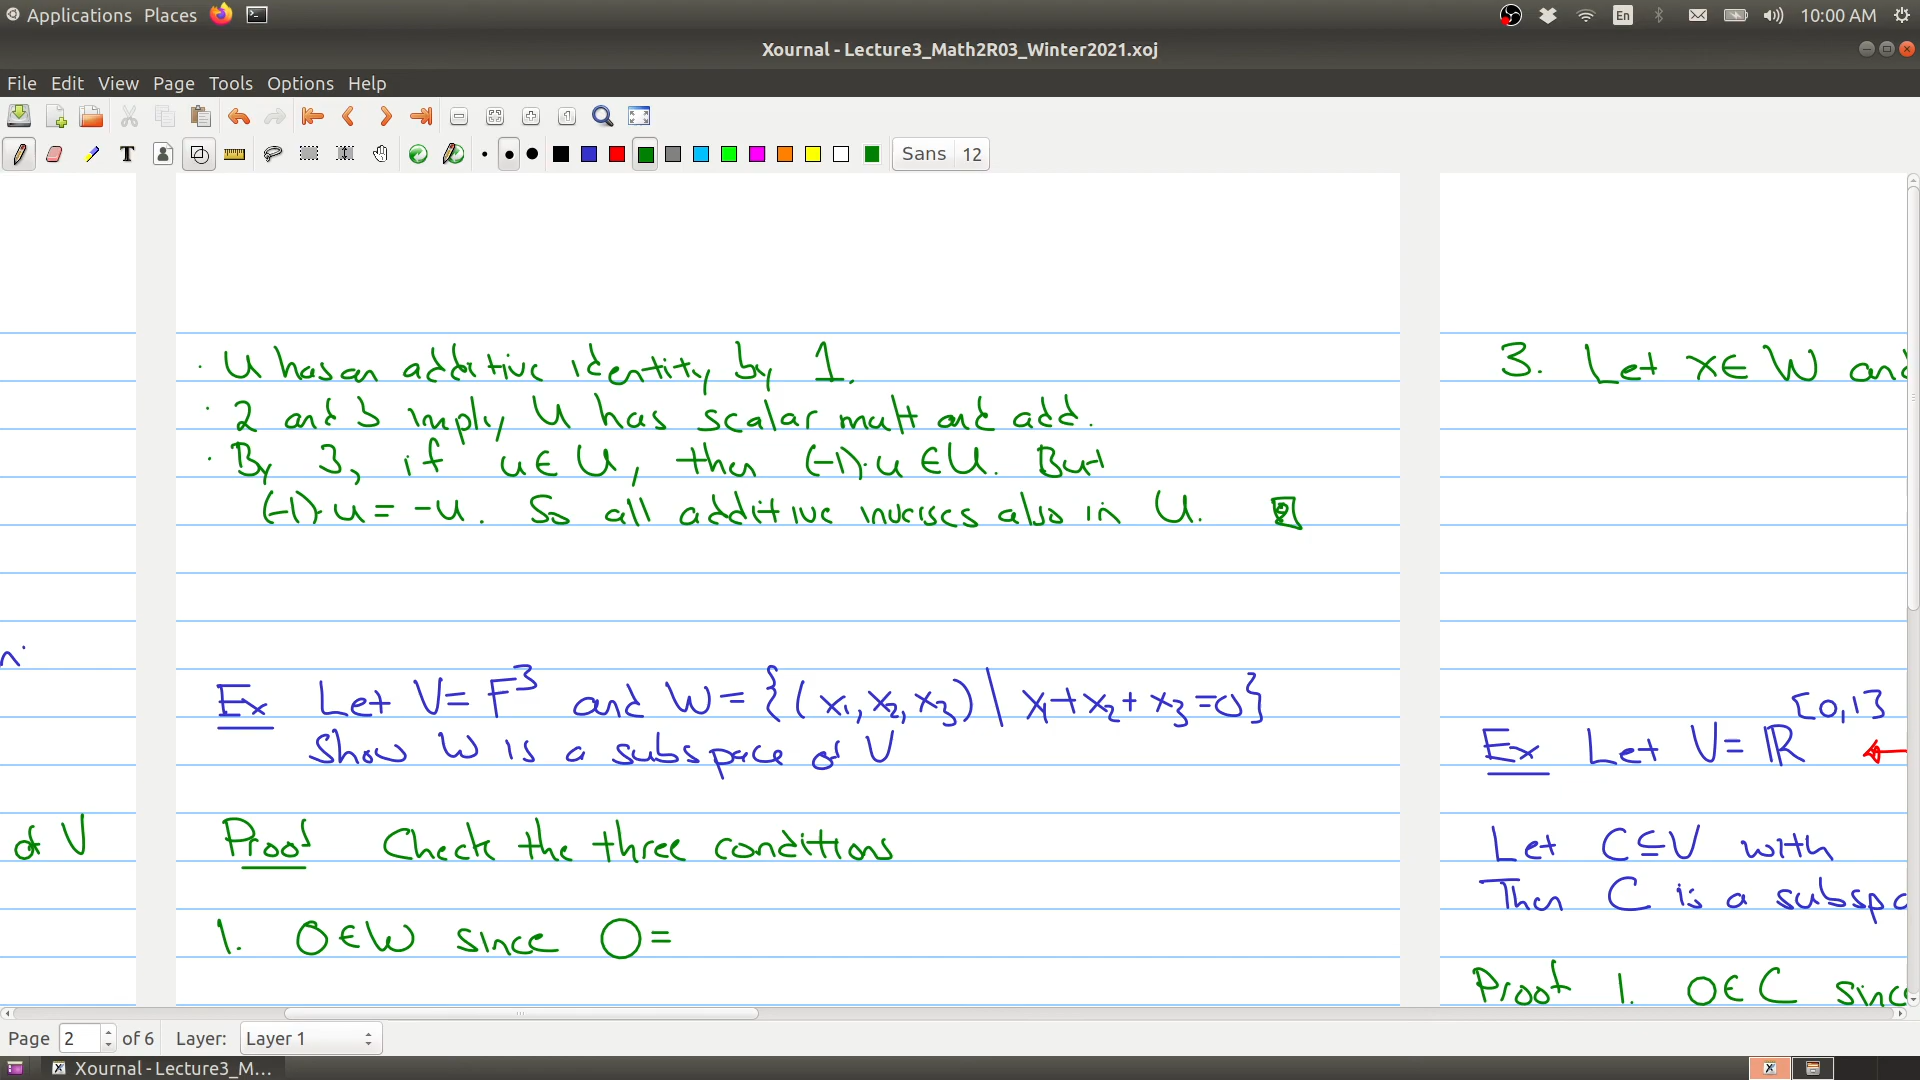 Applications Places En 10:00 AM
Xournal - Lecture3_Math2R03_Winter2021.xoj
File Edit View Page Tools Options Help
T Sans 12
· U has an additive identity by 1.
· 2 and 3 imply U has scalar mult and add.
· By 3, if u ∈ U, then (-1)·u ∈ U. But
(-1)·u = -u. So all additive inverses also in U.
Ex Let V = F³ and W = {(x₁, x₂, x₃) | x₁+x₂+x₃=0}
Show W is a subspace of V
Proof Check the three conditions
1. 0 ∈ W since 0 =
n.
of V
3. Let x ∈ W and
Ex Let V = ℝ^[0,1]
Let C ⊆ V with
Then C is a subspa
Proof 1. 0 ∈ C sinc
Page 2 of 6 Layer: Layer 1
Xournal - Lecture3_M...